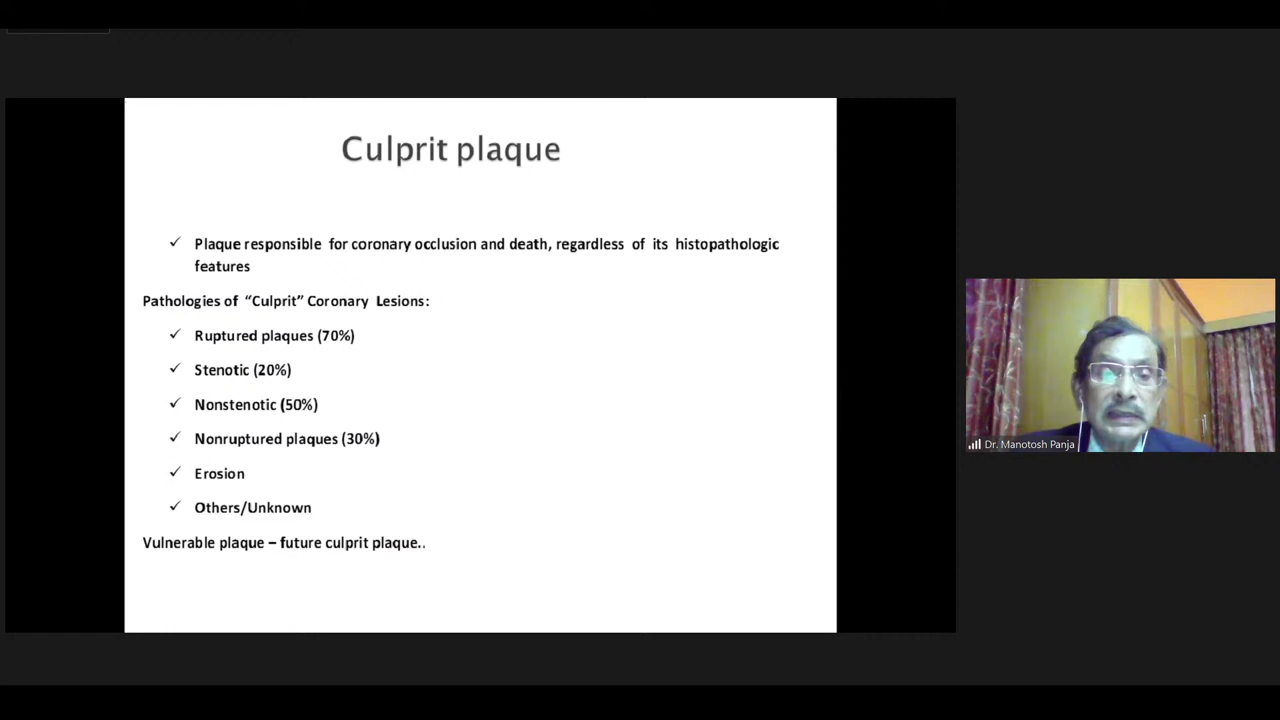 Culprit plaque
✓ Plaque responsible for coronary occlusion and death, regardless of its histopathologic
features
Pathologies of “Culprit” Coronary Lesions:
✓ Ruptured plaques (70%)
✓ Stenotic (20%)
✓ Nonstenotic (50%)
✓ Nonruptured plaques (30%)
✓ Erosion
✓ Others/Unknown
Vulnerable plaque – future culprit plaque..
Dr. Manotosh Panja